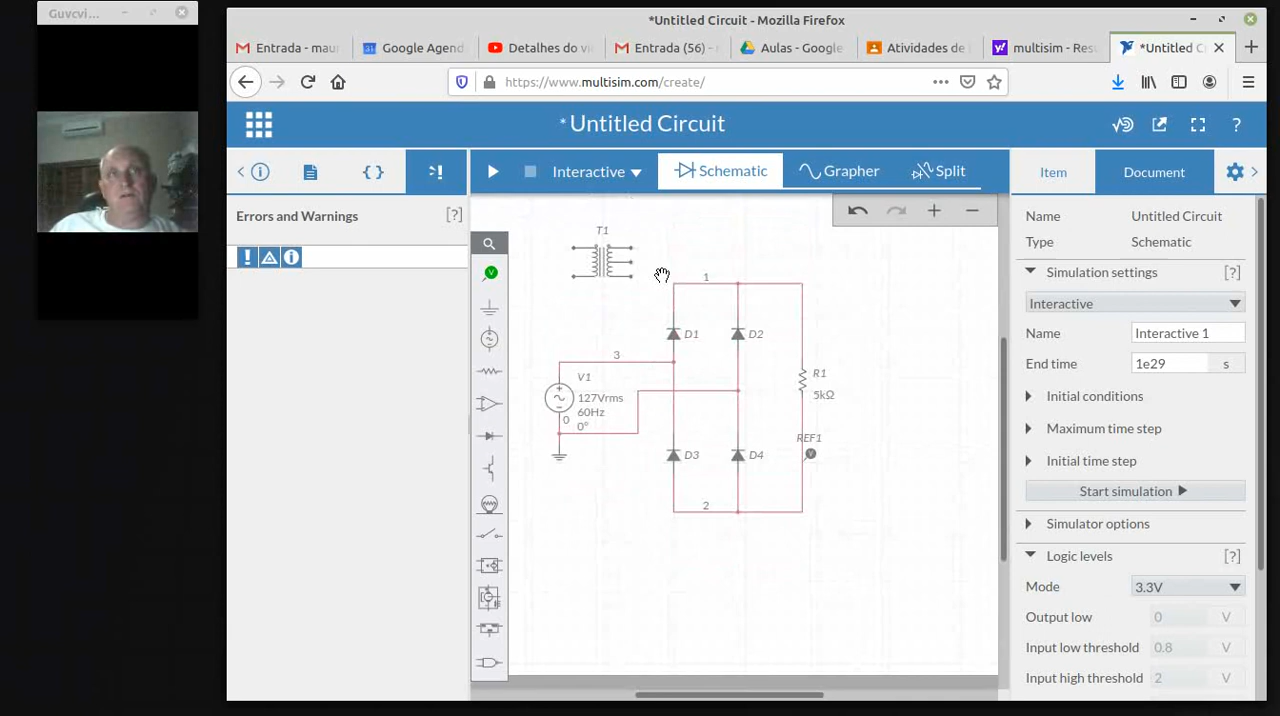 Guvcvi...
*Untitled Circuit - Mozilla Firefox
Entrada - mau
Google Agend
Detalhes do v
Entrada (56) -
Aulas - Google
Atividades de
multisim - Res
*Untitled C
https://www.multisim.com/create/
* Untitled Circuit
?
Interactive
Schematic
Grapher
Split
Item
Document
Errors and Warnings
[?]
Name
Untitled Circuit
Type
Schematic
Simulation settings
[?]
Interactive
Name
Interactive 1
End time
1e29
s
Initial conditions
Maximum time step
Initial time step
Start simulation
Simulator options
Logic levels
[?]
Mode
3.3V
Output low
0
V
Input low threshold
0.8
V
Input high threshold
2
V
T1
1
D1
D2
3
V1
127Vrms
60Hz
0°
0
R1
5kΩ
REF1
V
D3
D4
2